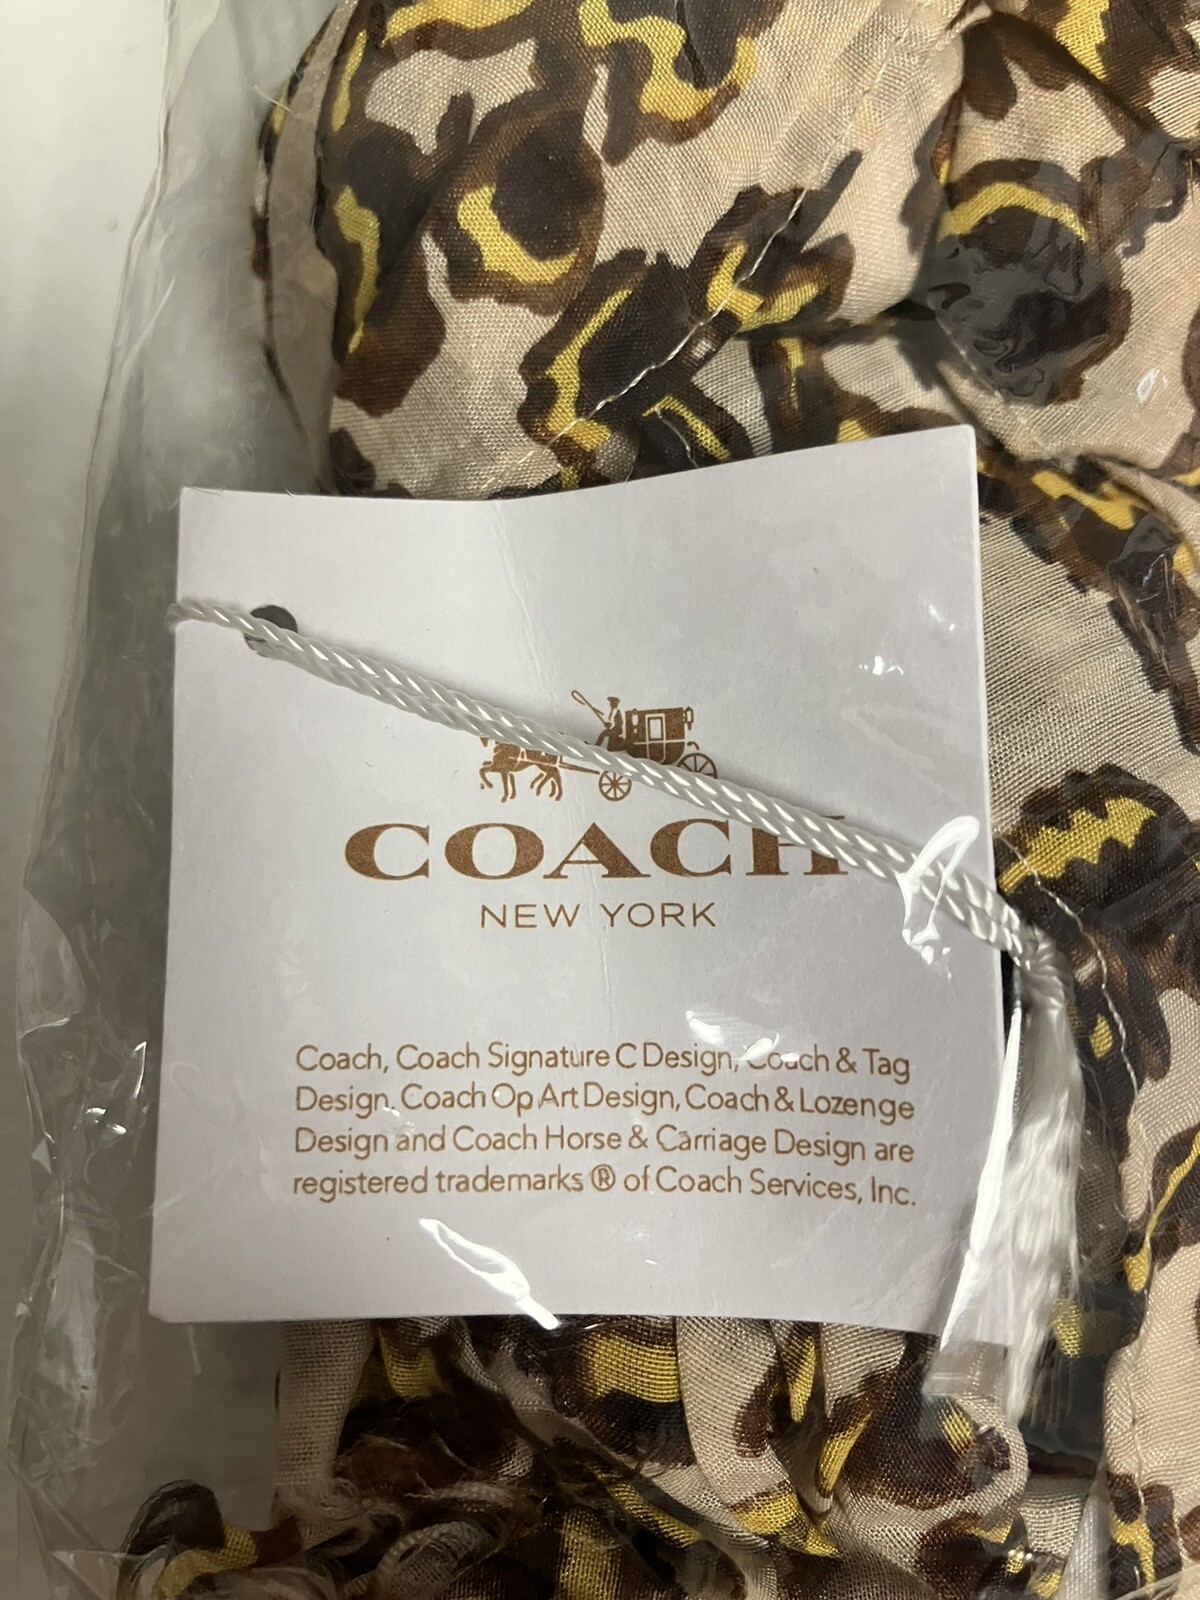 COACH
NEW YORK
Coach, Coach Signature C Design, Coach & Tag
Design, Coach Op Art Design, Coach & Lozenge
Design and Coach Horse & Carriage Design are
registered trademarks ® of Coach Services, Inc.